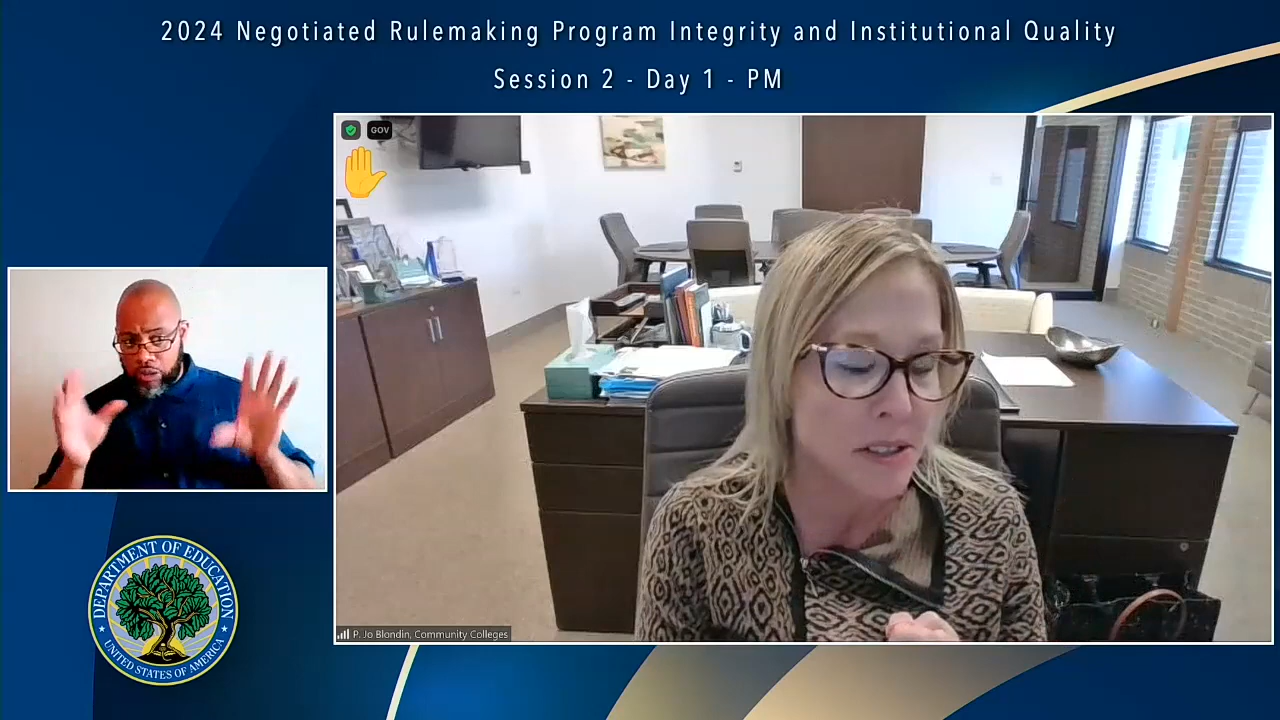 2024 Negotiated Rulemaking Program Integrity and Institutional Quality
Session 2 - Day 1 - PM
GOV
P. Jo Blondin, Community Colleges
DEPARTMENT OF EDUCATION
UNITED STATES OF AMERICA